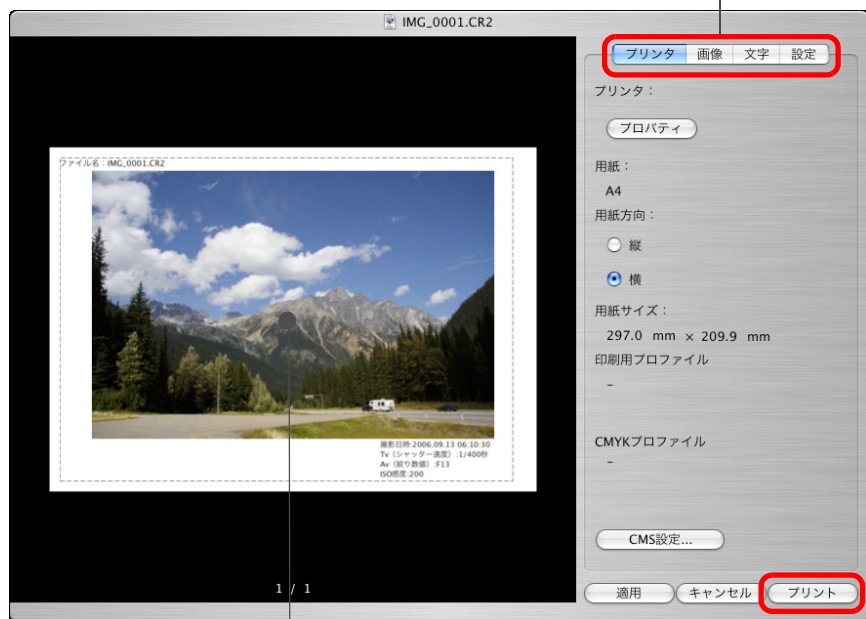 IMG_0001.CR2
プリンタ 画像 文字 設定
プリンタ：
プロパティ
用紙：
A4
用紙方向：
縦
横
用紙サイズ：
297.0 mm × 209.9 mm
印刷用プロファイル
–
CMYKプロファイル
–
CMS設定...
適用 キャンセル プリント
ファイル名：IMG_0001.CR2
撮影日時:2006.09.13 06:10:30
Tv（シャッター速度）:1/400秒
Av（絞り数値）:F13
ISO感度:200
1 / 1